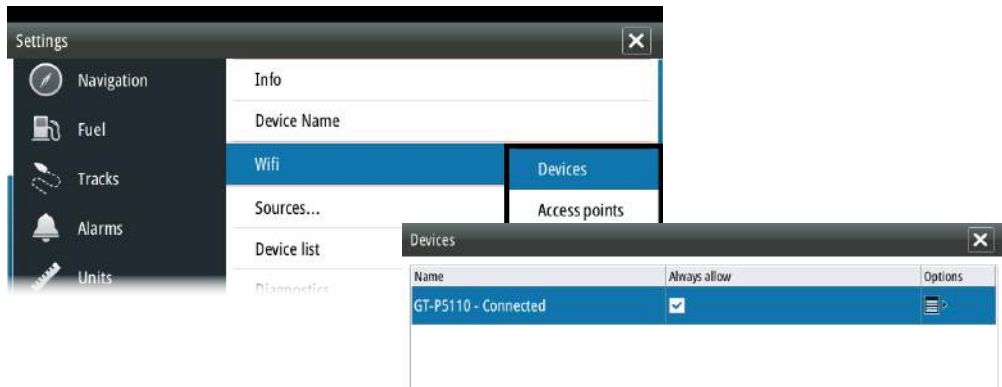 Settings
Navigation
Fuel
Tracks
Alarms
Units
Info
Device Name
Wifi
Sources...
Device list
Diagnostics
Devices
Access points
Devices
Name Always allow Options
GT-P5110 - Connected